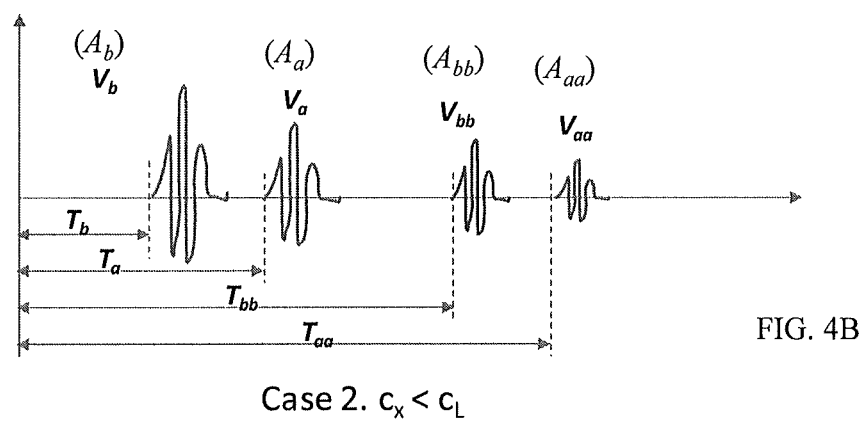 (A_b)
V_b
(A_a)
V_a
(A_bb)
V_bb
(A_aa)
V_aa
T_b
T_a
T_bb
T_aa
FIG. 4B
Case 2. c_x < c_L